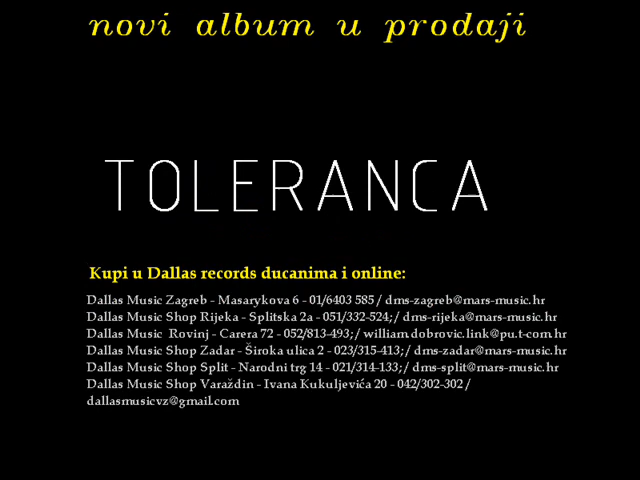 novi album u prodaji
TOLERANCA
Kupi u Dallas records ducanima i online:
Dallas Music Zagreb - Masarykova 6 - 01/6403 585 / dms-zagreb@mars-music.hr
Dallas Music Shop Rijeka - Splitska 2a - 051/332-524; / dms-rijeka@mars-music.hr
Dallas Music Rovinj - Carera 72 - 052/813-493; / william.dobrovic.link@pu.t-com.hr
Dallas Music Shop Zadar - Široka ulica 2 - 023/315-413; / dms-zadar@mars-music.hr
Dallas Music Shop Split - Narodni trg 14 - 021/314-133; / dms-split@mars-music.hr
Dallas Music Shop Varaždin - Ivana Kukuljevića 20 - 042/302-302 /
dallasmusicvz@gmail.com